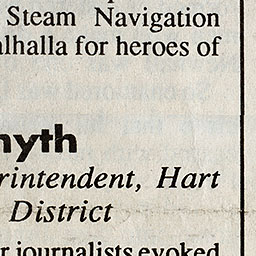 Steam Navigation
alhalla for heroes of
nyth
rintendent, Hart
District
r journalists evoked